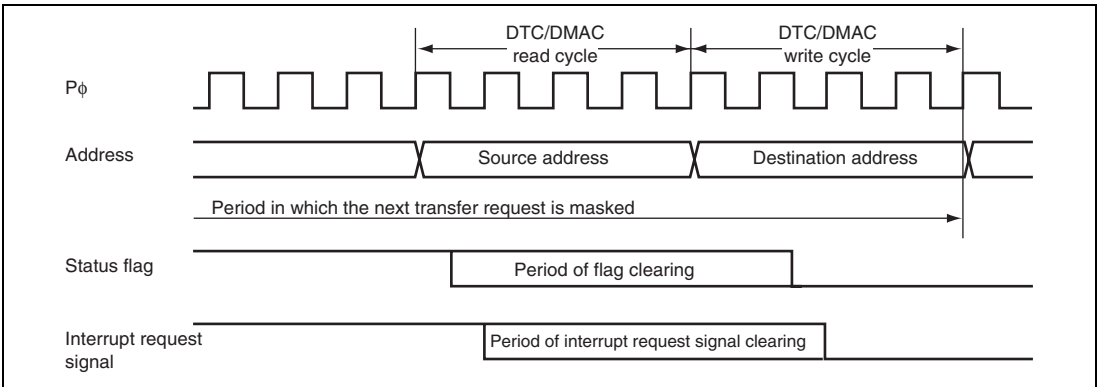 DTC/DMAC
read cycle
DTC/DMAC
write cycle
Pϕ
Address
Source address
Destination address
Period in which the next transfer request is masked
Status flag
Period of flag clearing
Interrupt request
signal
Period of interrupt request signal clearing